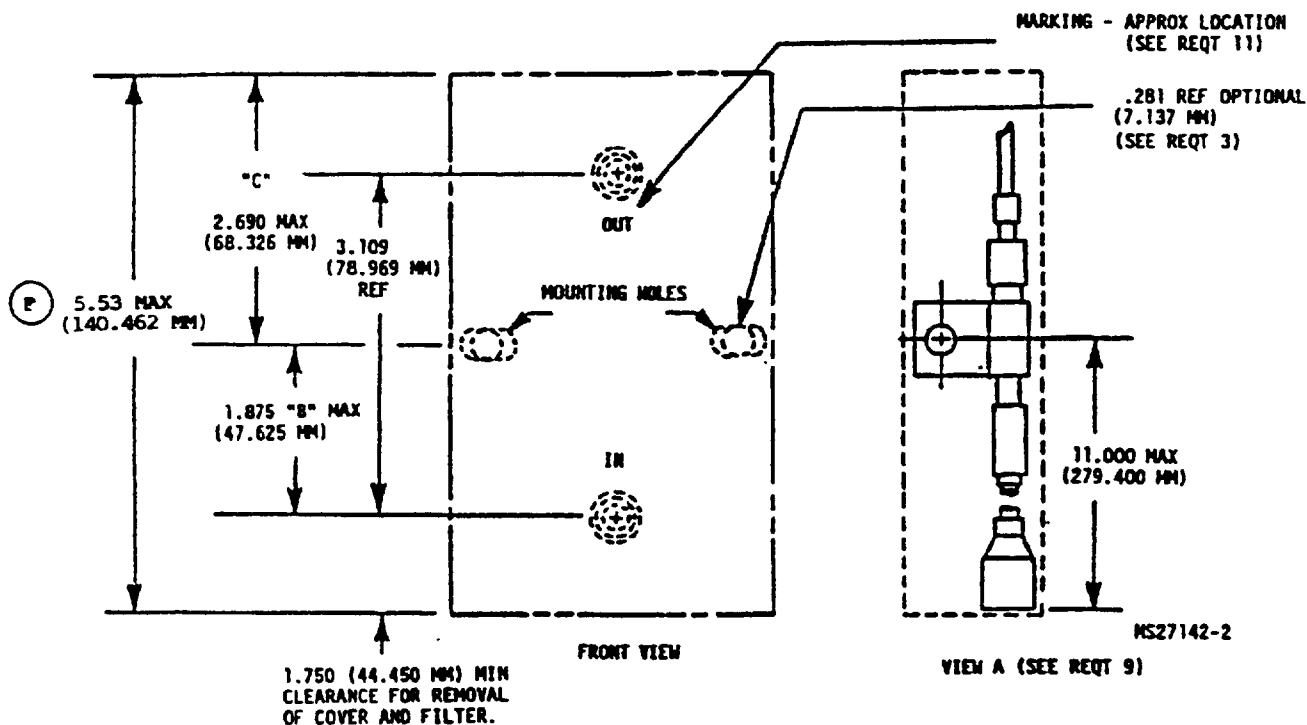 MARKING - APPROX LOCATION
(SEE REQT 11)
.281 REF OPTIONAL
(7.137 MM)
(SEE REQT 3)
"C"
2.690 MAX
(68.326 MM)
3.109
(78.969 MM)
REF
OUT
MOUNTING HOLES
P
5.53 MAX
(140.462 MM)
1.875 "B" MAX
(47.625 MM)
IN
11.000 MAX
(279.400 MM)
MS27142-2
FRONT VIEW
VIEW A (SEE REQT 9)
1.750 (44.450 MM) MIN
CLEARANCE FOR REMOVAL
OF COVER AND FILTER.